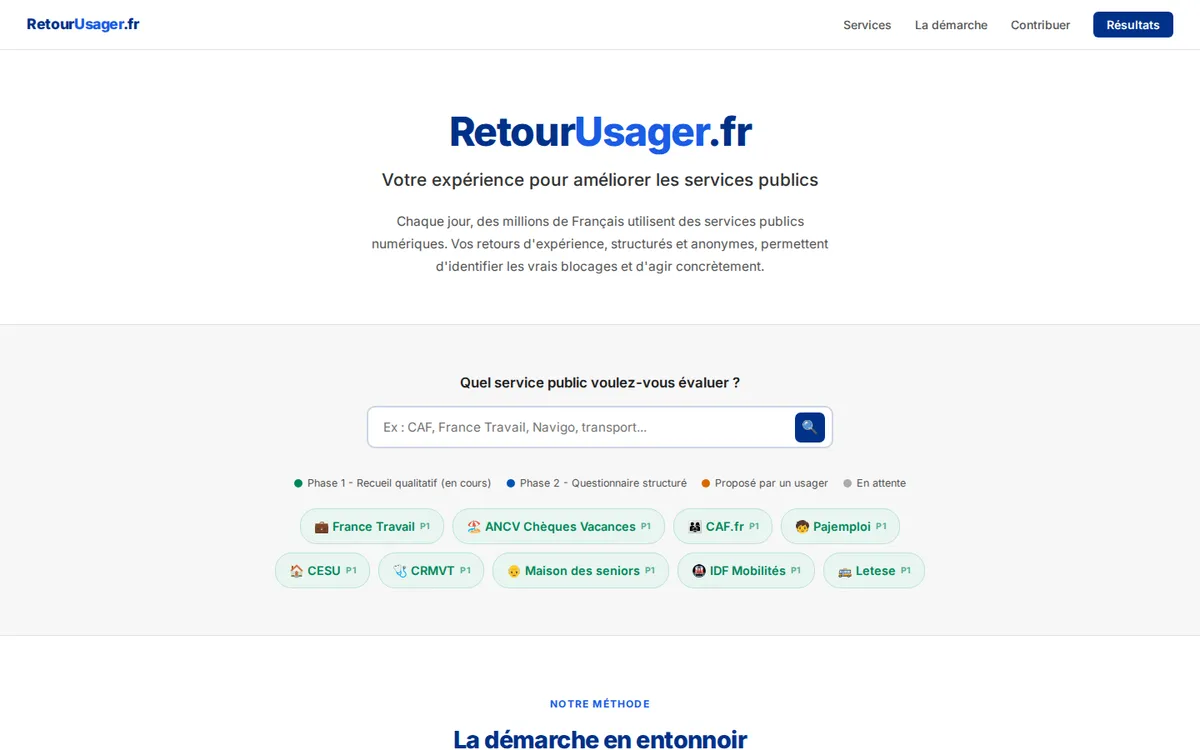 RetourUsager.fr
Services
La démarche
Contribuer
Résultats
RetourUsager.fr
Votre expérience pour améliorer les services publics
Chaque jour, des millions de Français utilisent des services publics
numériques. Vos retours d'expérience, structurés et anonymes, permettent
d'identifier les vrais blocages et d'agir concrètement.
Quel service public voulez-vous évaluer ?
Ex : CAF, France Travail, Navigo, transport...
Phase 1 - Recueil qualitatif (en cours)
Phase 2 - Questionnaire structuré
Proposé par un usager
En attente
France Travail P1
ANCV Chèques Vacances P1
CAF.fr P1
Pajemploi P1
CESU P1
CRMVT P1
Maison des seniors P1
IDF Mobilités P1
Letese P1
NOTRE MÉTHODE
La démarche en entonnoir